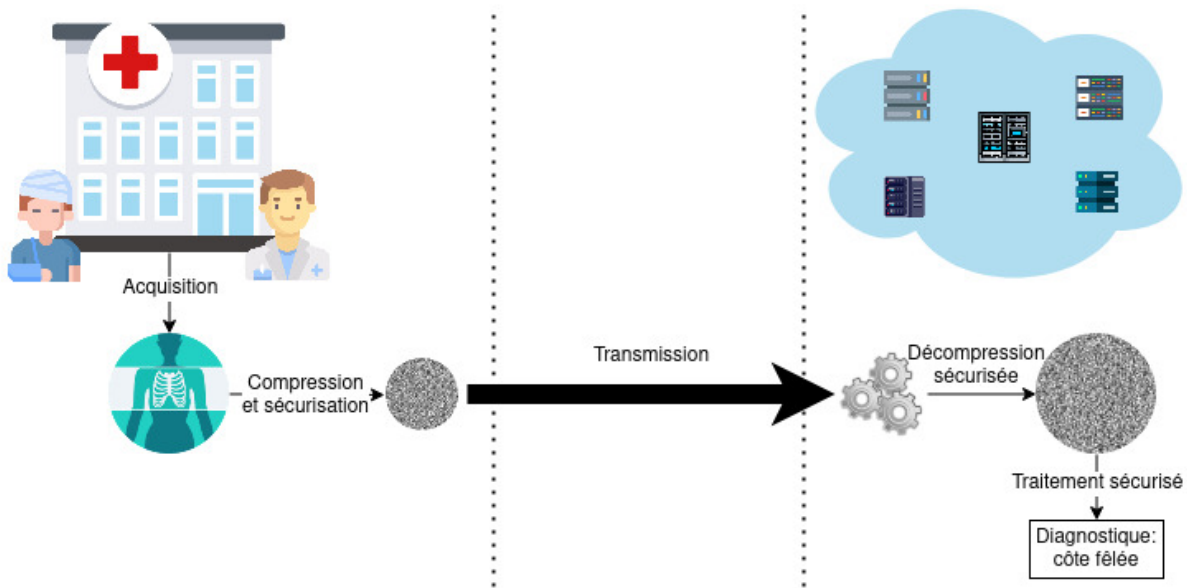 Acquisition
Compression
et sécurisation
Transmission
Décompression
sécurisée
Traitement sécurisé
Diagnostique:
côte fêlée